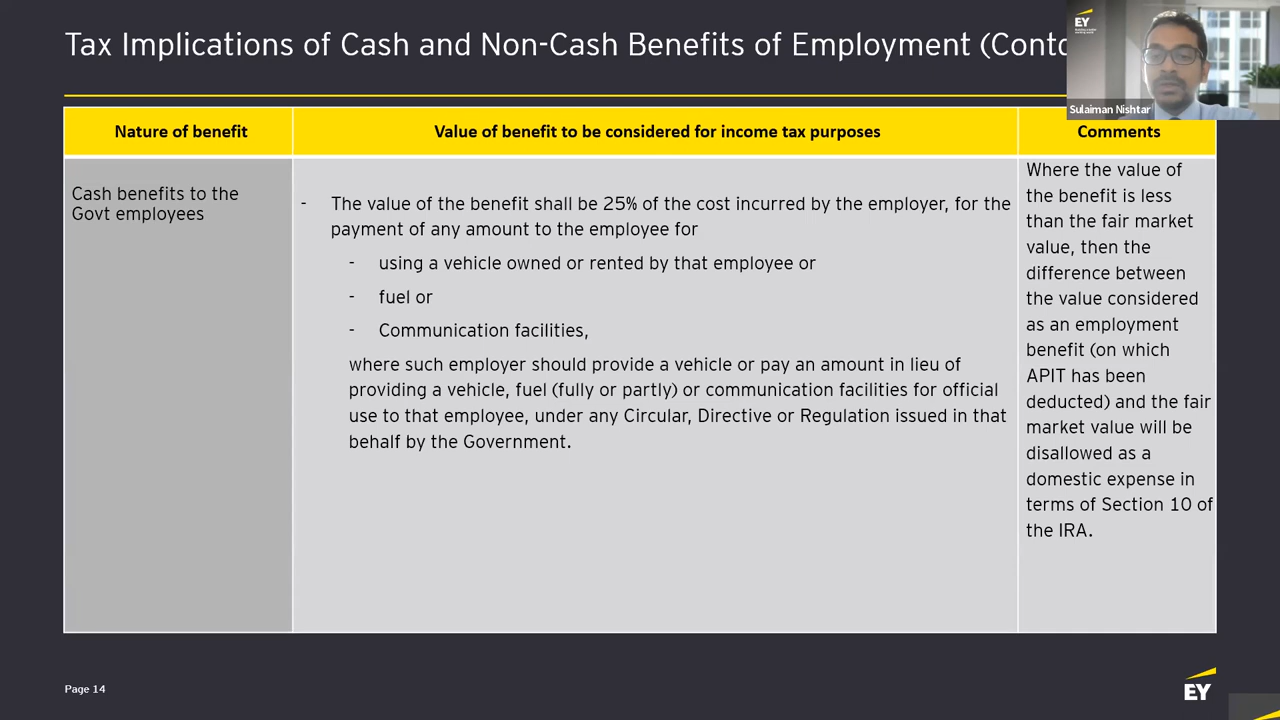 Tax Implications of Cash and Non-Cash Benefits of Employment (Contd
EY
Sulaiman Nishtar
Nature of benefit
Value of benefit to be considered for income tax purposes
Comments
Cash benefits to the
Govt employees
- The value of the benefit shall be 25% of the cost incurred by the employer, for the
payment of any amount to the employee for
- using a vehicle owned or rented by that employee or
- fuel or
- Communication facilities,
where such employer should provide a vehicle or pay an amount in lieu of
providing a vehicle, fuel (fully or partly) or communication facilities for official
use to that employee, under any Circular, Directive or Regulation issued in that
behalf by the Government.
Where the value of
the benefit is less
than the fair market
value, then the
difference between
the value considered
as an employment
benefit (on which
APIT has been
deducted) and the fair
market value will be
disallowed as a
domestic expense in
terms of Section 10 of
the IRA.
Page 14
EY